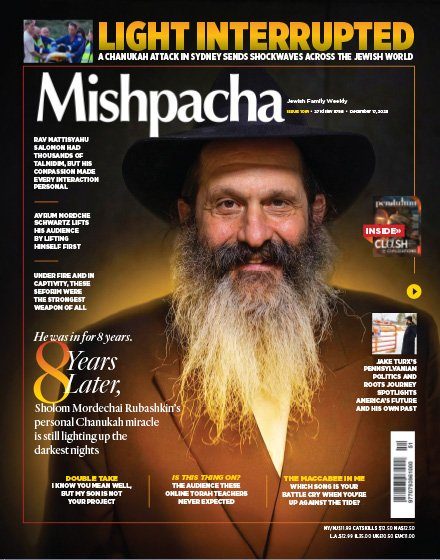 LIGHT INTERRUPTED
A CHANUKAH ATTACK IN SYDNEY SENDS SHOCKWAVES ACROSS THE JEWISH WORLD
Mishpacha
Jewish Family Weekly
RAV MATTISYAHU
SALOMON HAD
THOUSANDS OF
TALMIDIM, BUT HIS
COMPASSION MADE
EVERY INTERACTION
PERSONAL
AVRUM MORDCHE
SCHWARTZ LIFTS
HIS AUDIENCE
BY LIFTING
HIMSELF FIRST
UNDER FIRE AND IN
CAPTIVITY, THESE
SEFORIM WERE
THE STRONGEST
WEAPON OF ALL
pendulum
INSIDE»
CLASH
He was in for 8 years.
8 Years
Later,
Sholom Mordechai Rubashkin's
personal Chanukah miracle
is still lighting up the
darkest nights
JAKE TURX'S
PENNSYLVANIAN
POLITICS AND
ROOTS JOURNEY
SPOTLIGHTS
AMERICA'S FUTURE
AND HIS OWN PAST
DOUBLE TAKE
I KNOW YOU MEAN WELL,
BUT MY SON IS NOT
YOUR PROJECT
IS THIS THING ON?
THE AUDIENCE THESE
ONLINE TORAH TEACHERS
NEVER EXPECTED
THE MACCABEE IN ME
WHICH SONG IS YOUR
BATTLE CRY WHEN YOU'RE
UP AGAINST THE TIDE?